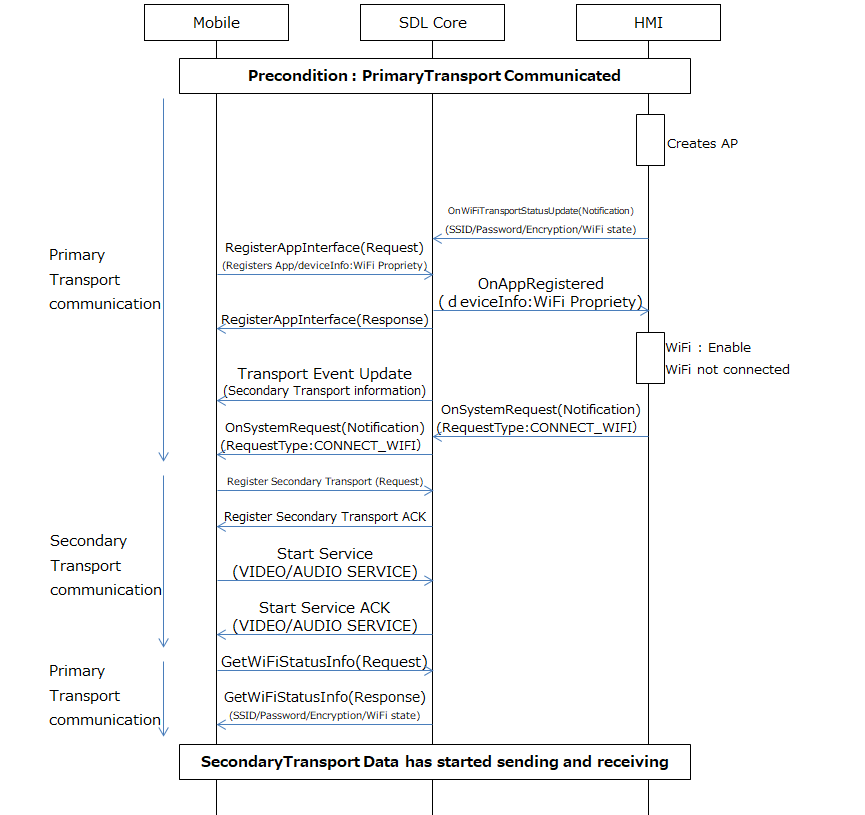 Mobile
SDL Core
HMI
Precondition : PrimaryTransport Communicated
Creates AP
OnWiFiTransportStatusUpdate(Notification)
(SSID/Password/Encryption/WiFi state)
Primary
Transport
communication
RegisterAppInterface(Request)
(Registers App/deviceInfo:WiFi Propriety)
OnAppRegistered
(ｄeviceInfo:WiFi Propriety)
RegisterAppInterface(Response)
WiFi : Enable
WiFi not connected
Transport Event Update
(Secondary Transport information)
OnSystemRequest(Notification)
(RequestType:CONNECT_WIFI)
OnSystemRequest(Notification)
(RequestType:CONNECT_WIFI)
Register Secondary Transport (Request)
Register Secondary Transport ACK
Secondary
Transport
communication
Start Service
(VIDEO/AUDIO SERVICE)
Start Service ACK
(VIDEO/AUDIO SERVICE)
Primary
Transport
communication
GetWiFiStatusInfo(Request)
GetWiFiStatusInfo(Response)
(SSID/Password/Encryption/WiFi state)
SecondaryTransport Data has started sending and receiving